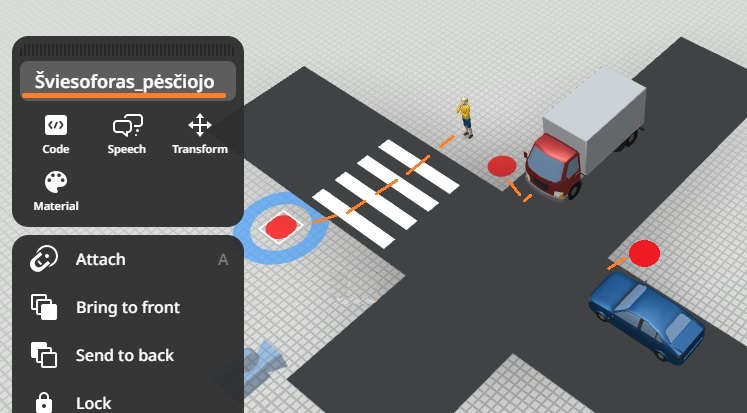 Šviesoforas_pėsčiojo
Code
Speech
Transform
Material
Attach A
Bring to front
Send to back
Lock